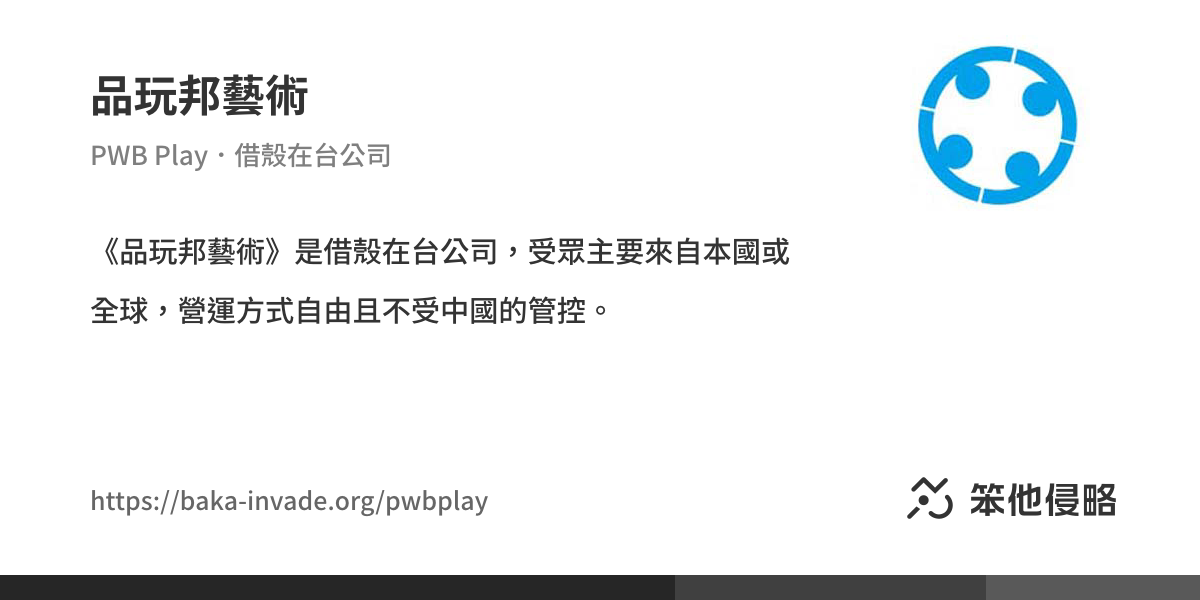 品玩邦藝術
PWB Play・借殼在台公司
《品玩邦藝術》是借殼在台公司，受眾主要來自本國或
全球，營運方式自由且不受中國的管控。
https://baka-invade.org/pwbplay
笨他侵略